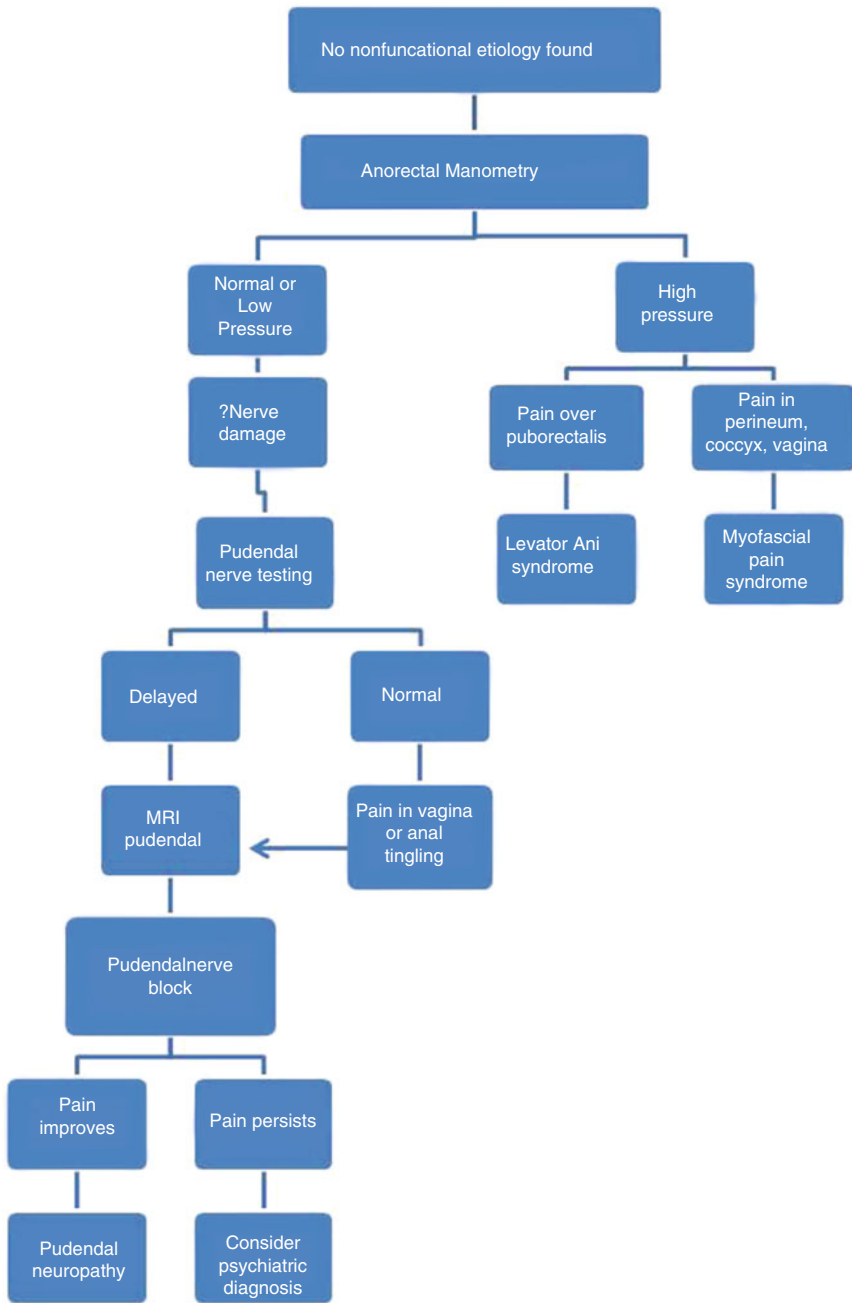 No nonfuncational etiology found
Anorectal Manometry
Normal or
Low
Pressure
High
pressure
?Nerve
damage
Pain over
puborectalis
Pain in
perineum,
coccyx, vagina
Pudendal
nerve testing
Levator Ani
syndrome
Myofascial
pain
syndrome
Delayed
Normal
MRI
pudendal
Pain in vagina
or anal
tingling
Pudendalnerve
block
Pain
improves
Pain persists
Pudendal
neuropathy
Consider
psychiatric
diagnosis